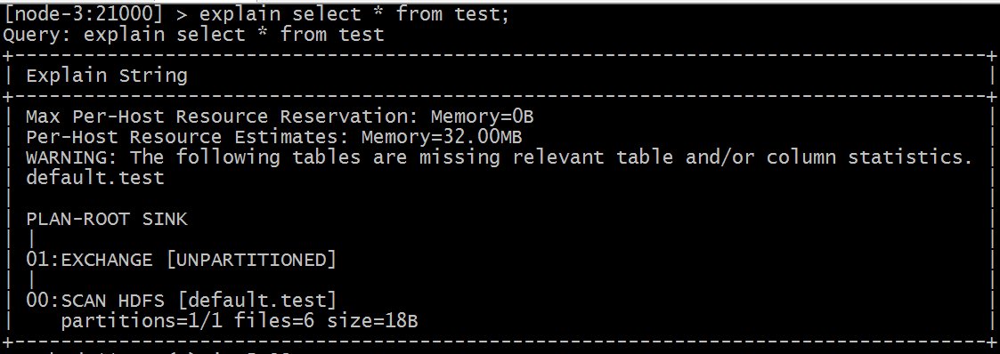 [node-3:21000] > explain select * from test;
Query: explain select * from test
+------------------------------------------------------------------------------------+
| Explain String                                                                     |
+------------------------------------------------------------------------------------+
| Max Per-Host Resource Reservation: Memory=0B                                       |
| Per-Host Resource Estimates: Memory=32.00MB                                        |
| WARNING: The following tables are missing relevant table and/or column statistics. |
| default.test                                                                       |
|                                                                                    |
| PLAN-ROOT SINK                                                                     |
| |                                                                                  |
| 01:EXCHANGE [UNPARTITIONED]                                                        |
| |                                                                                  |
| 00:SCAN HDFS [default.test]                                                        |
|    partitions=1/1 files=6 size=18B                                                 |
+------------------------------------------------------------------------------------+